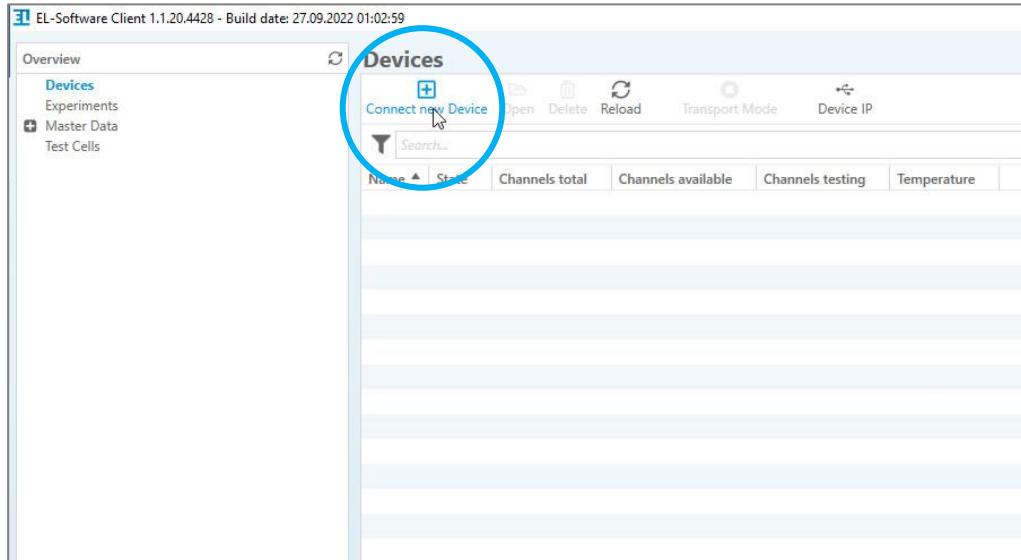 EL EL-Software Client 1.1.20.4428 - Build date: 27.09.2022 01:02:59
Overview
Devices
Experiments
Master Data
Test Cells
Devices
Connect new Device Open Delete Reload Transport Mode Device IP
Search...
Name State Channels total Channels available Channels testing Temperature